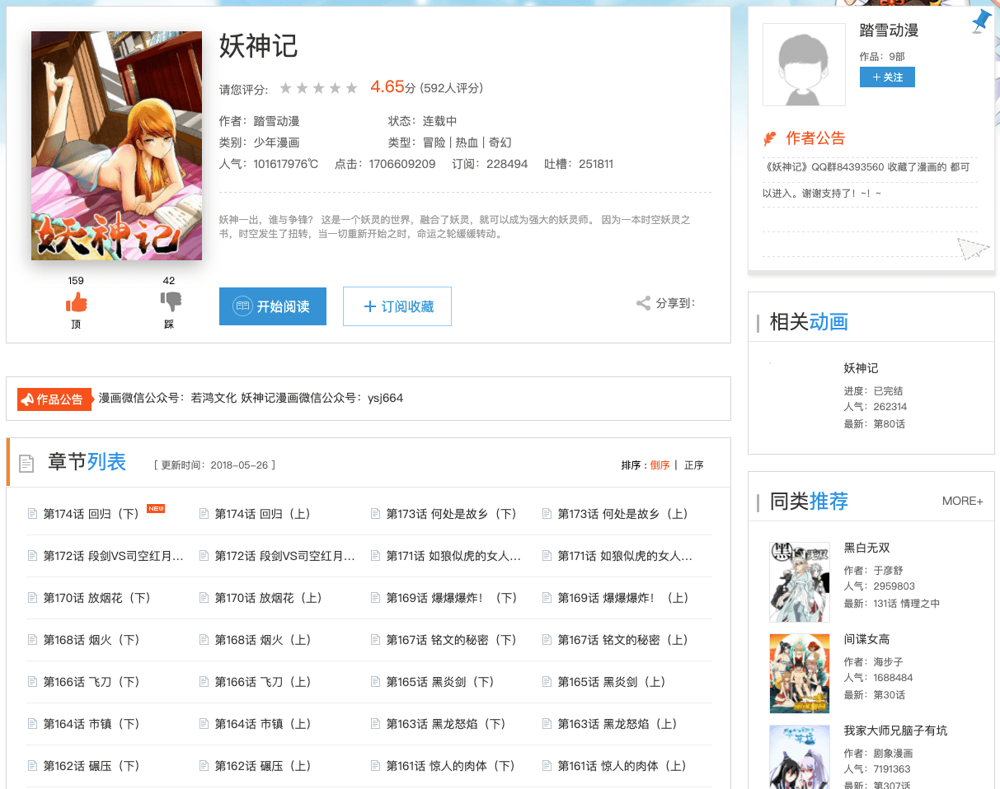 妖神记
请您评分: 4.65分 (592人评分)
作者：踏雪动漫 状态：连载中
类别：少年漫画 类型：冒险 | 热血 | 奇幻
人气：101617976℃ 点击：1706609209 订阅：228494 吐槽：251811
妖神一出，谁与争锋? 这是一个妖灵的世界，融合了妖灵，就可以成为强大的妖灵师。 因为一本时空妖灵之
书，时空发生了扭转，当一切重新开始之时，命运之轮缓缓转动。
妖神记
159 42
顶 踩
开始阅读 + 订阅收藏 分享到:
作品公告 漫画微信公众号：若鸿文化 妖神记漫画微信公众号：ysj664
章节列表 [ 更新时间：2018-05-26 ] 排序 : 倒序 | 正序
第174话 回归（下） NEW 第174话 回归（上） 第173话 何处是故乡（下） 第173话 何处是故乡（上）
第172话 段剑VS司空红月... 第172话 段剑VS司空红月... 第171话 如狼似虎的女人... 第171话 如狼似虎的女人...
第170话 放烟花（下） 第170话 放烟花（上） 第169话 爆爆爆炸！（下） 第169话 爆爆爆炸！（上）
第168话 烟火（下） 第168话 烟火（上） 第167话 铭文的秘密（下） 第167话 铭文的秘密（上）
第166话 飞刀（下） 第166话 飞刀（上） 第165话 黑炎剑（下） 第165话 黑炎剑（上）
第164话 市镇（下） 第164话 市镇（上） 第163话 黑龙怒焰（下） 第163话 黑龙怒焰（上）
第162话 碾压（下） 第162话 碾压（上） 第161话 惊人的肉体（下） 第161话 惊人的肉体（上）
踏雪动漫
作品：9部
+ 关注
作者公告
《妖神记》QQ群84393560 收藏了漫画的 都可
以进入。谢谢支持了！~！~
相关动画
妖神记
进度：已完结
人气：262314
最新：第80话
同类推荐 MORE+
黑白无双
作者：于彦舒
人气：2959803
最新：131话 情理之中
间谍女高
作者：海步子
人气：1688484
最新：第30话
我家大师兄脑子有坑
作者：剧象漫画
人气：7191363
最新：第307话